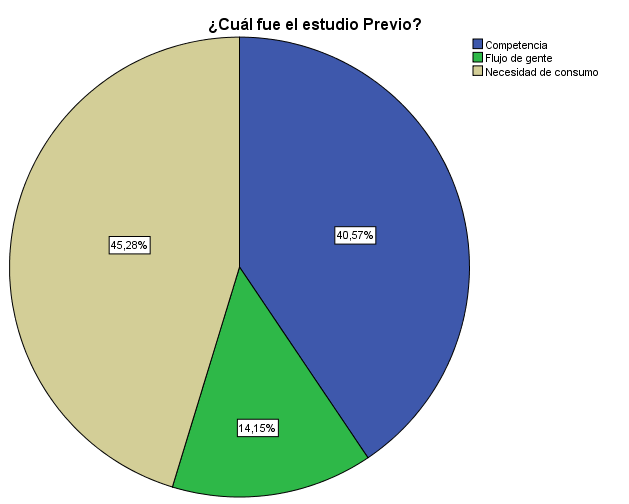 ¿Cuál fue el estudio Previo?
Competencia
Flujo de gente
Necesidad de consumo
45,28%
40,57%
14,15%